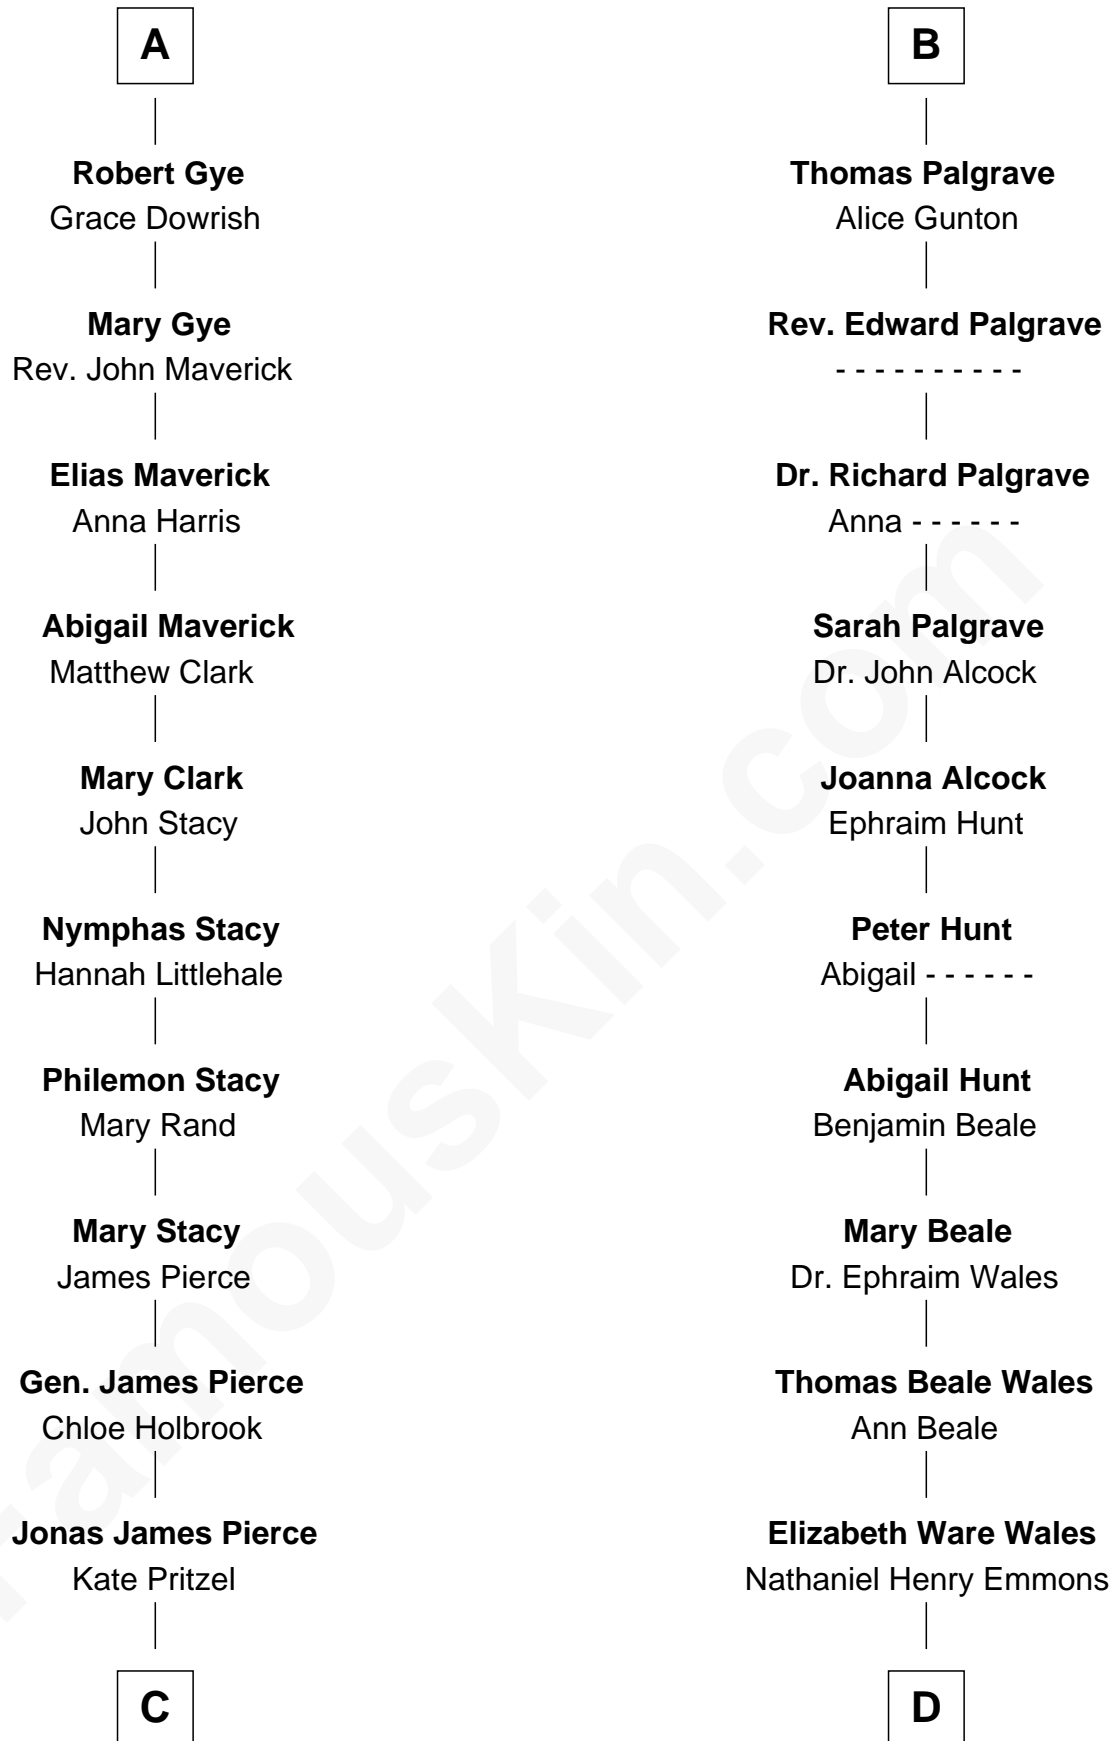 A
Robert Gye
Grace Dowrish
Mary Gye
Rev. John Maverick
Elias Maverick
Anna Harris
Abigail Maverick
Matthew Clark
Mary Clark
John Stacy
Nymphas Stacy
Hannah Littlehale
Philemon Stacy
Mary Rand
Mary Stacy
James Pierce
Gen. James Pierce
Chloe Holbrook
Jonas James Pierce
Kate Pritzel
C
B
Thomas Palgrave
Alice Gunton
Rev. Edward Palgrave
- - - - - - - - - -
Dr. Richard Palgrave
Anna - - - - - -
Sarah Palgrave
Dr. John Alcock
Joanna Alcock
Ephraim Hunt
Peter Hunt
Abigail - - - - - -
Abigail Hunt
Benjamin Beale
Mary Beale
Dr. Ephraim Wales
Thomas Beale Wales
Ann Beale
Elizabeth Ware Wales
Nathaniel Henry Emmons
D
FamousKin.com